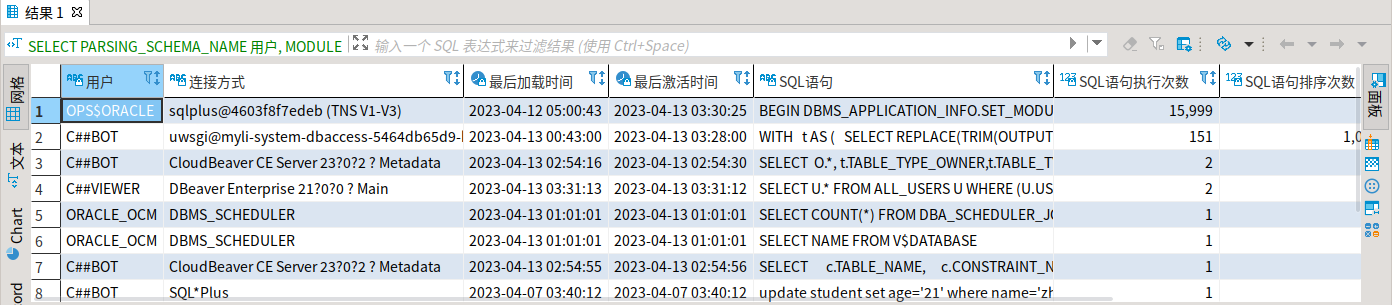 结果 1
SELECT PARSING_SCHEMA_NAME 用户, MODULE 输入一个 SQL 表达式来过滤结果 (使用 Ctrl+Space)
网格
文本
Chart
ord
面板
用户 连接方式 最后加载时间 最后激活时间 SQL语句 SQL语句执行次数 SQL语句排序次数
1 OPS$ORACLE sqlplus@4603f8f7edeb (TNS V1-V3) 2023-04-12 05:00:43 2023-04-13 03:30:25 BEGIN DBMS_APPLICATION_INFO.SET_MODU 15,999
2 C##BOT uwsgi@myli-system-dbaccess-5464db65d9- 2023-04-13 00:43:00 2023-04-13 03:28:00 WITH t AS ( SELECT REPLACE(TRIM(OUTPUT 151 1,0
3 C##BOT CloudBeaver CE Server 23?0?2 ? Metadata 2023-04-13 02:54:16 2023-04-13 02:54:30 SELECT O.*, t.TABLE_TYPE_OWNER,t.TABLE_T 2
4 C##VIEWER DBeaver Enterprise 21?0?0 ? Main 2023-04-13 03:31:13 2023-04-13 03:31:12 SELECT U.* FROM ALL_USERS U WHERE (U.US 2
5 ORACLE_OCM DBMS_SCHEDULER 2023-04-13 01:01:01 2023-04-13 01:01:01 SELECT COUNT(*) FROM DBA_SCHEDULER_JO 1
6 ORACLE_OCM DBMS_SCHEDULER 2023-04-13 01:01:01 2023-04-13 01:01:01 SELECT NAME FROM V$DATABASE 1
7 C##BOT CloudBeaver CE Server 23?0?2 ? Metadata 2023-04-13 02:54:55 2023-04-13 02:54:56 SELECT c.TABLE_NAME, c.CONSTRAINT_N 1
8 C##BOT SQL*Plus 2023-04-07 03:40:12 2023-04-07 03:40:12 update student set age='21' where name='zh 1